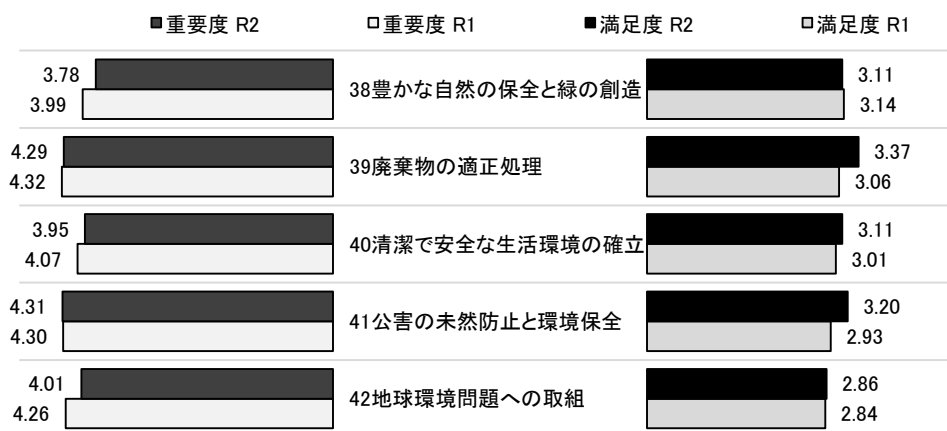 ■重要度 R2 □重要度 R1 ■満足度 R2 □満足度 R1
3.78 3.11
38豊かな自然の保全と緑の創造
3.99 3.14
4.29 3.37
39廃棄物の適正処理
4.32 3.06
3.95 3.11
40清潔で安全な生活環境の確立
4.07 3.01
4.31 3.20
41公害の未然防止と環境保全
4.30 2.93
4.01 2.86
42地球環境問題への取組
4.26 2.84